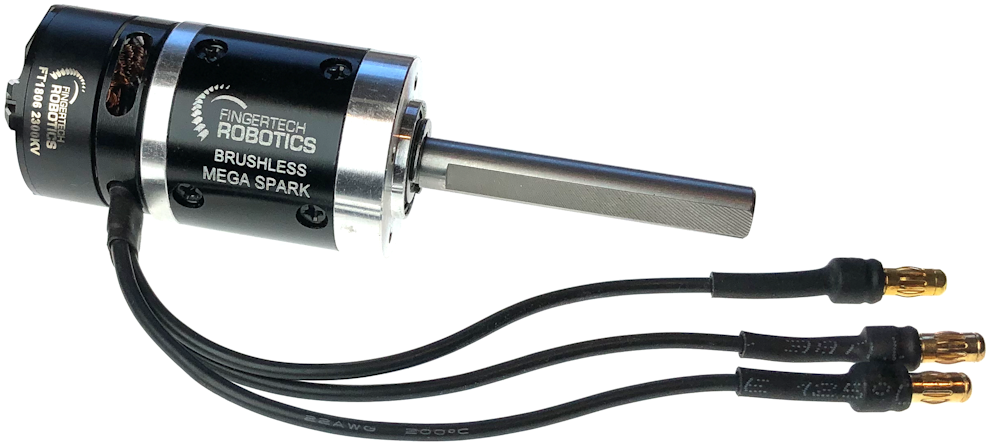 FINGERTECH
ROBOTICS
FT1806 2300KV
FINGERTECH
ROBOTICS
BRUSHLESS
MEGA SPARK
22AWG 200°C